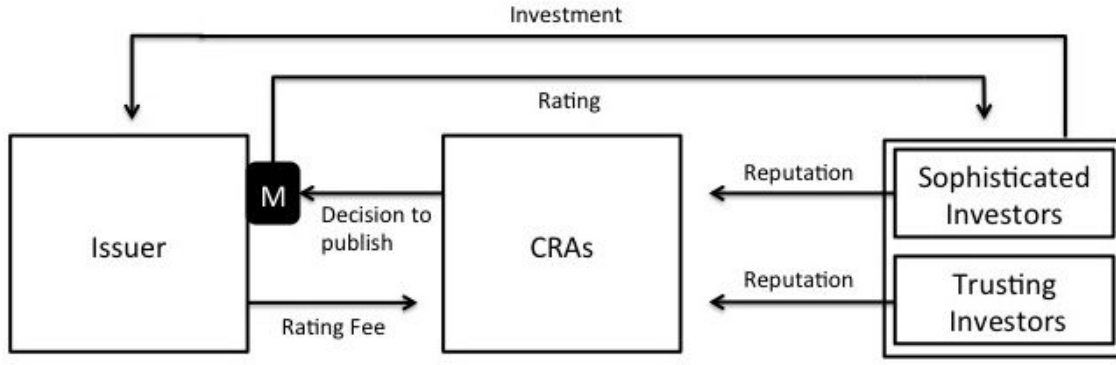 Investment
Rating
M
Decision to
publish
Issuer
Rating Fee
CRAs
Reputation
Reputation
Sophisticated
Investors
Trusting
Investors